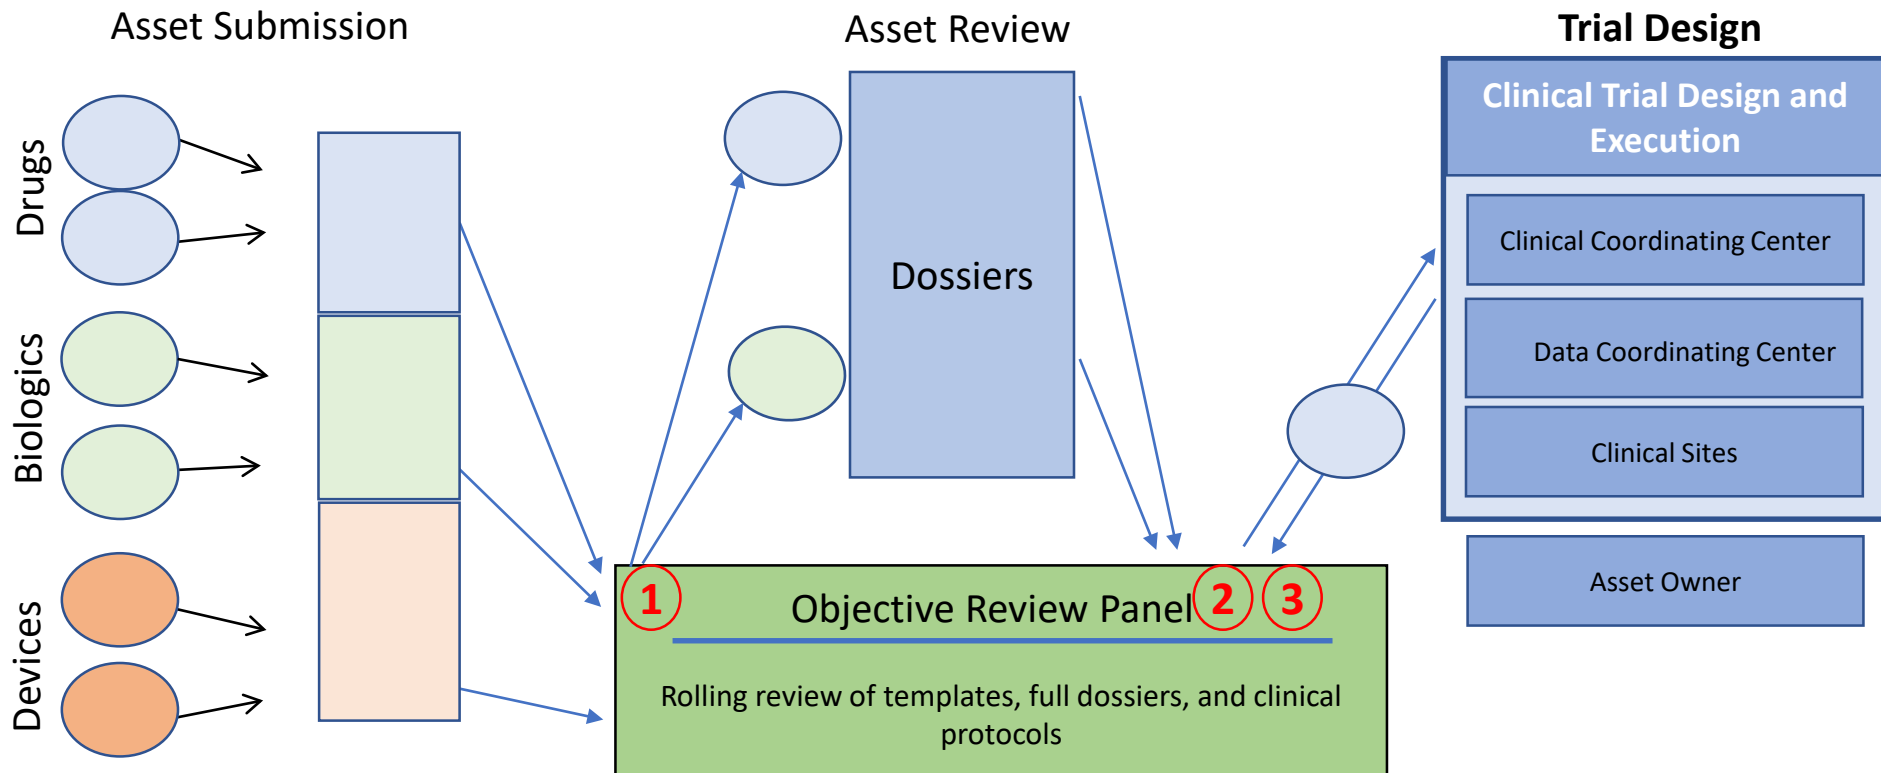 Asset Submission
Asset Review
Trial Design
Drugs
Biologics
Devices
Dossiers
Clinical Trial Design and
Execution
Clinical Coordinating Center
Data Coordinating Center
Clinical Sites
Asset Owner
1
Objective Review Panel
2
3
Rolling review of templates, full dossiers, and clinical
protocols